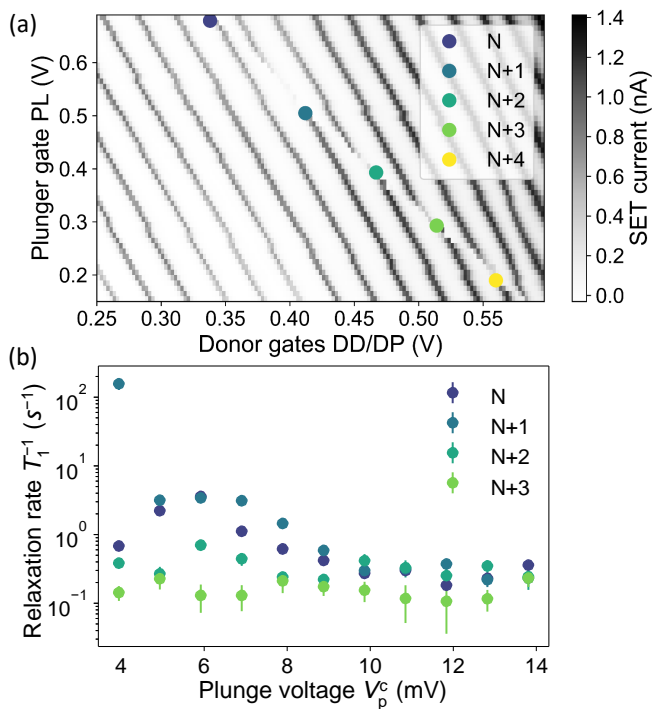 (a)
Plunger gate PL (V)
0.6
0.5
0.4
0.3
0.2
0.25 0.30 0.35 0.40 0.45 0.50 0.55
Donor gates DD/DP (V)
N
N+1
N+2
N+3
N+4
1.4
1.2
1.0
0.8
0.6
0.4
0.2
0.0
SET current (nA)
(b)
Relaxation rate T₁⁻¹ (s⁻¹)
10²
10¹
10⁰
10⁻¹
4 6 8 10 12 14
Plunge voltage Vₚᶜ (mV)
N
N+1
N+2
N+3